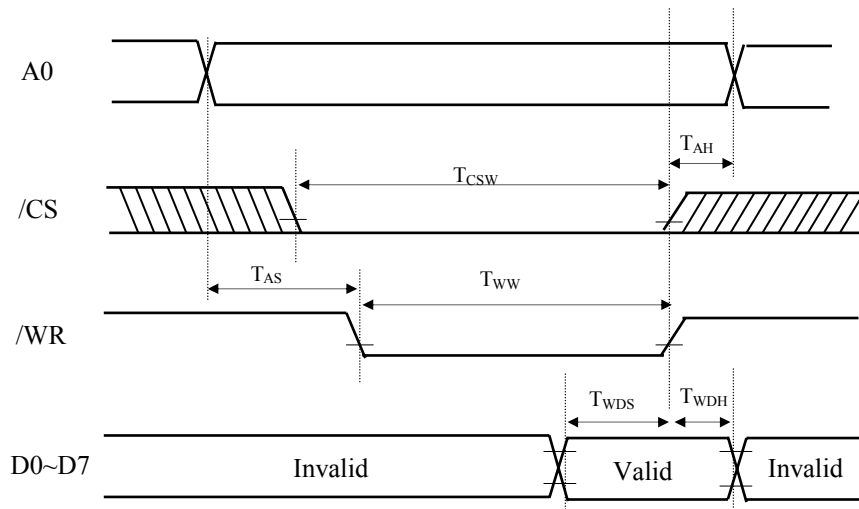 A0
T_AH
T_CSW
/CS
T_AS
T_WW
/WR
T_WDS
T_WDH
D0~D7
Invalid
Valid
Invalid